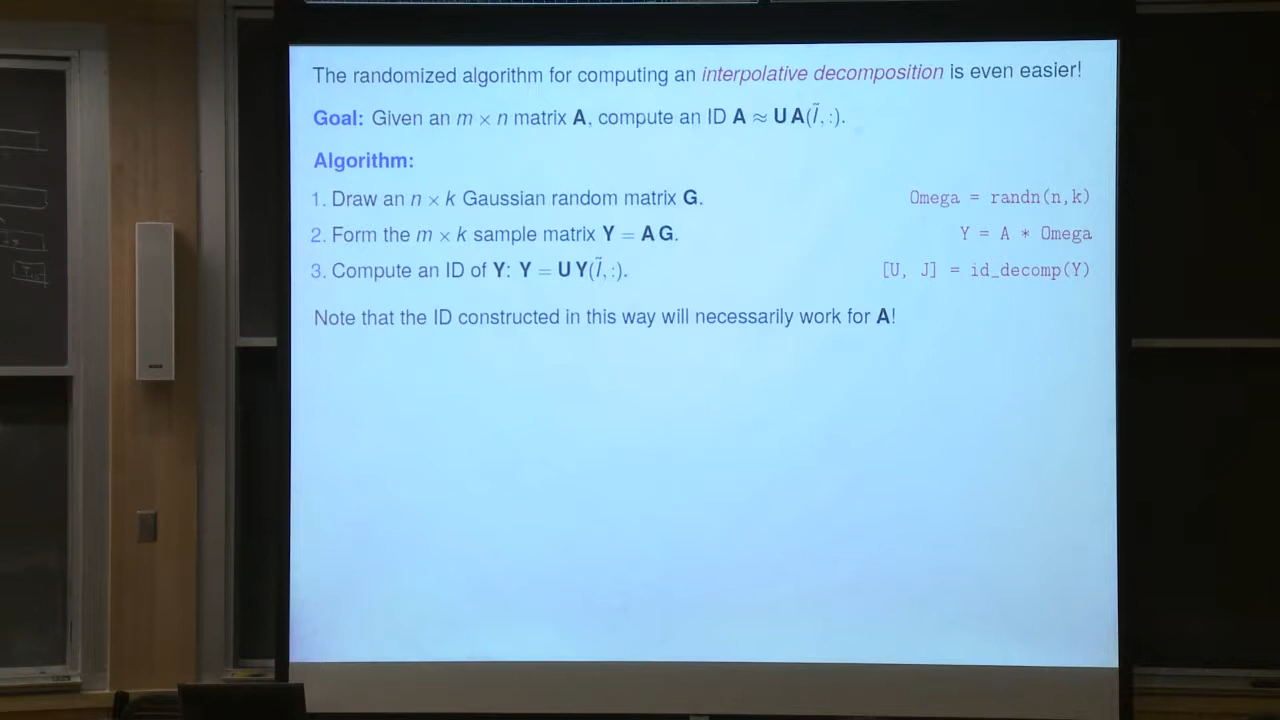 The randomized algorithm for computing an interpolative decomposition is even easier!
Goal: Given an m × n matrix A, compute an ID A ≈ U A(Ĩ, :).
Algorithm:
1. Draw an n × k Gaussian random matrix G. Omega = randn(n,k)
2. Form the m × k sample matrix Y = A G. Y = A * Omega
3. Compute an ID of Y: Y = U Y(Ĩ, :). [U, J] = id_decomp(Y)
Note that the ID constructed in this way will necessarily work for A!